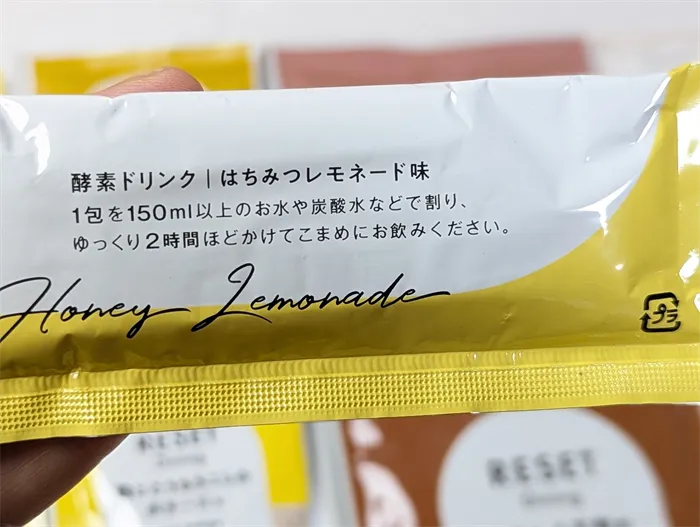 酵素ドリンク | はちみつレモネード味
1包を150ml以上のお水や炭酸水などで割り、
ゆっくり2時間ほどかけてこまめにお飲みください。
Honey Lemonade
プラ
RESET
RESET